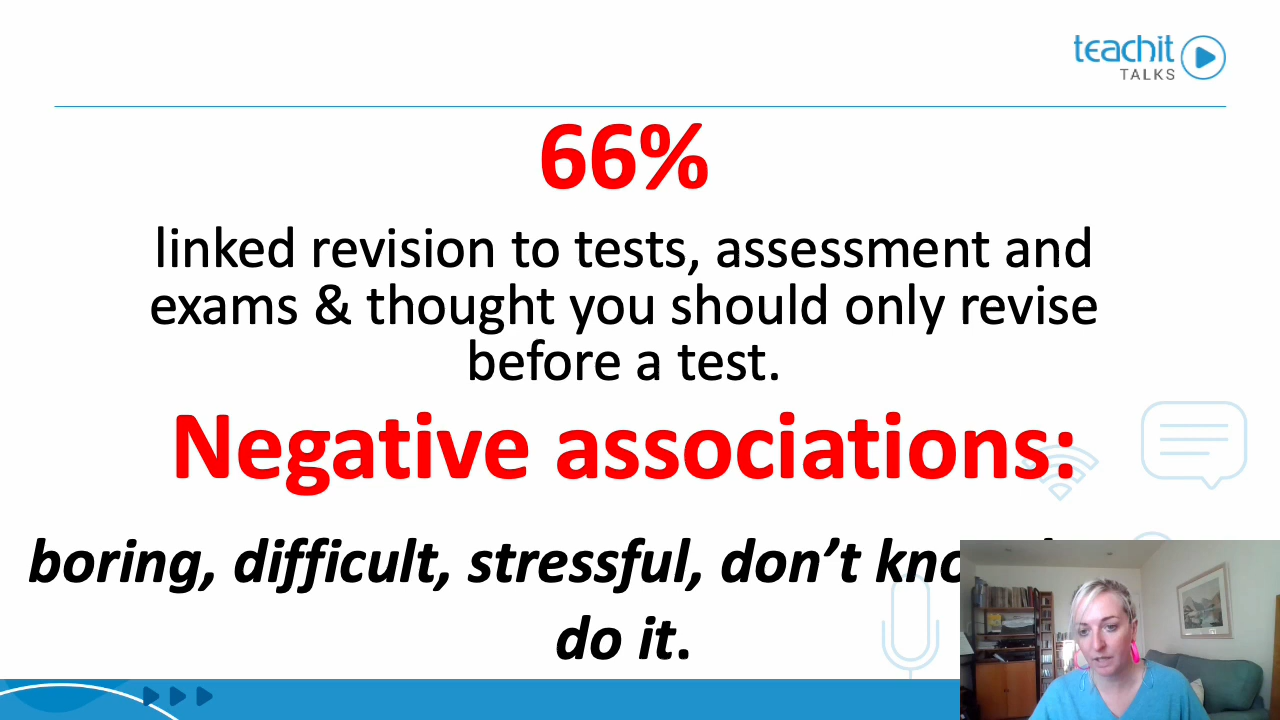 teachit
TALKS
66%
linked revision to tests, assessment and
exams & thought you should only revise
before a test.
Negative associations:
boring, difficult, stressful, don’t
do it.